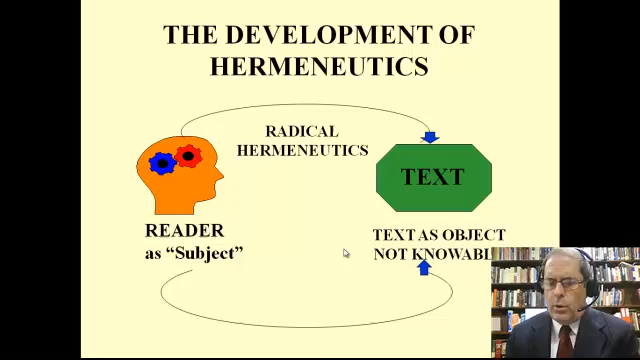 THE DEVELOPMENT OF
HERMENEUTICS
RADICAL
HERMENEUTICS
TEXT
READER
as “Subject”
TEXT AS OBJECT
NOT